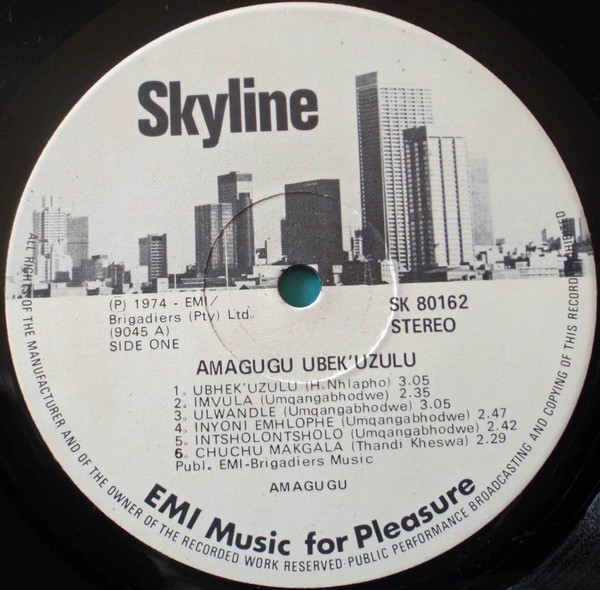 Skyline
(P) 1974 - EMI/
Brigadiers (Pty) Ltd.
(9045 A)
SIDE ONE
SK 80162
STEREO
AMAGUGU UBEK'UZULU
1. UBHEK'UZULU (H. Nhlapho) 3.05
2. IMVULA (Umqangabhodwe) 2.35
3. ULWANDLE (Umqangabhodwe) 3.05
4. INYONI EMHLOPHE (Umqangabhodwe) 2.47
5. INTSHOLONTSHOLO (Umqangabhodwe) 2.42
6. CHUCHU MAKGALA (Thandi Kheswa) 2.29
Publ. EMI-Brigadiers Music
AMAGUGU
EMI Music for Pleasure
ALL RIGHTS OF THE MANUFACTURER AND OF THE OWNER OF THE RECORDED WORK RESERVED·PUBLIC PERFORMANCE BROADCASTING AND COPYING OF THIS RECORD PROHIBITED